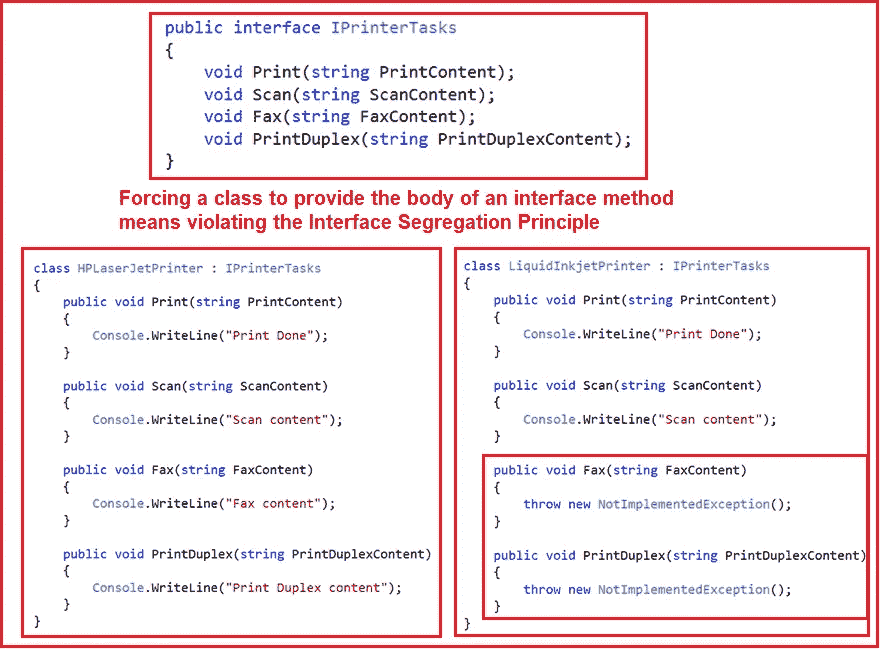 public interface IPrinterTasks
{
void Print(string PrintContent);
void Scan(string ScanContent);
void Fax(string FaxContent);
void PrintDuplex(string PrintDuplexContent);
}
Forcing a class to provide the body of an interface method
means violating the Interface Segregation Principle
class HPLaserJetPrinter : IPrinterTasks
{
public void Print(string PrintContent)
{
Console.WriteLine("Print Done");
}
public void Scan(string ScanContent)
{
Console.WriteLine("Scan content");
}
public void Fax(string FaxContent)
{
Console.WriteLine("Fax content");
}
public void PrintDuplex(string PrintDuplexContent)
{
Console.WriteLine("Print Duplex content");
}
}
class LiquidInkjetPrinter : IPrinterTasks
{
public void Print(string PrintContent)
{
Console.WriteLine("Print Done");
}
public void Scan(string ScanContent)
{
Console.WriteLine("Scan content");
}
public void Fax(string FaxContent)
{
throw new NotImplementedException();
}
public void PrintDuplex(string PrintDuplexContent)
{
throw new NotImplementedException();
}
}